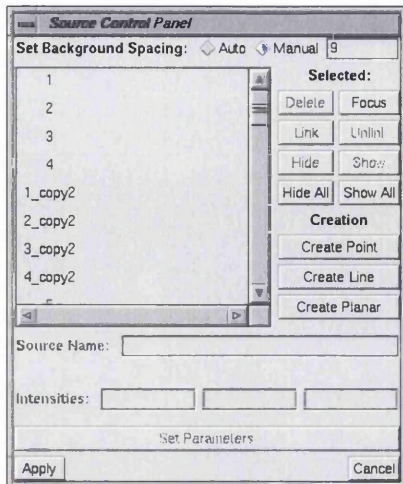 Source Control Panel
Set Background Spacing: Auto Manual 9
Selected:
1
2
3
4
1_copy2
2_copy2
3_copy2
4_copy2
Delete Focus
Link Unlink
Hide Show
Hide All Show All
Creation
Create Point
Create Line
Create Planar
Source Name:
Intensities:
Set Parameters
Apply Cancel